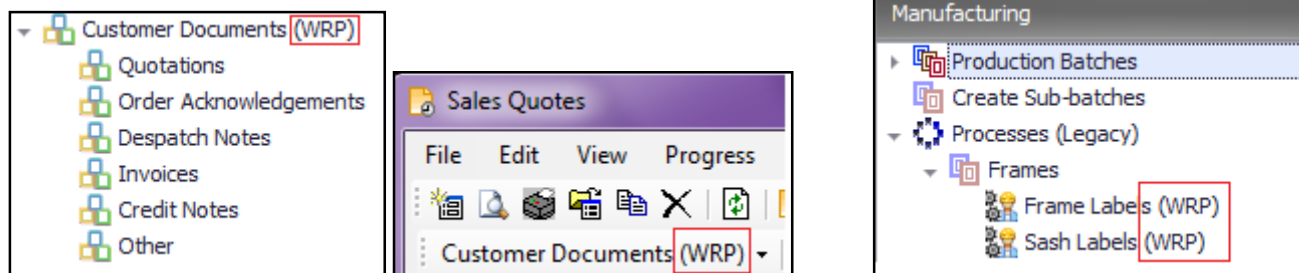 Customer Documents (WRP)
Quotations
Order Acknowledgements
Despatch Notes
Invoices
Credit Notes
Other
Sales Quotes
File Edit View Progress
Customer Documents (WRP)
Manufacturing
Production Batches
Create Sub-batches
Processes (Legacy)
Frames
Frame Labels (WRP)
Sash Labels (WRP)